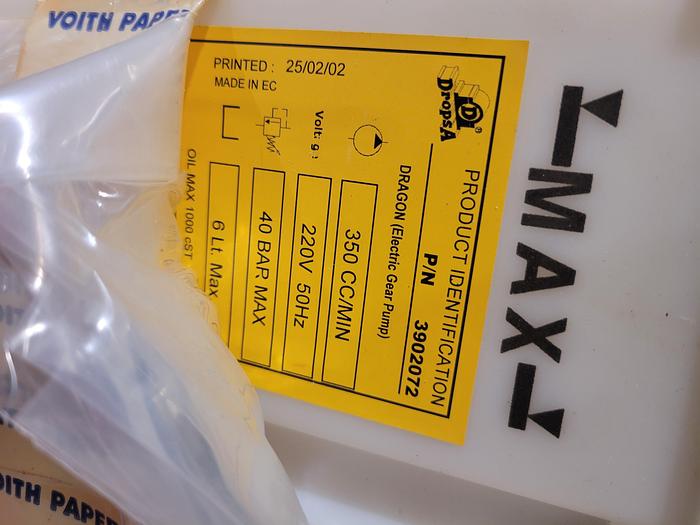 VOITH PAPER
PRINTED : 25/02/02
MADE IN EC
DropsA
PRODUCT IDENTIFICATION
P/N 3902072
DRAGON (Electric Gear Pump)
350 CC/MIN
220V 50Hz
40 BAR MAX
6 Lt. Max
OIL MAX 1000 cST
MAX
OITH PAPER